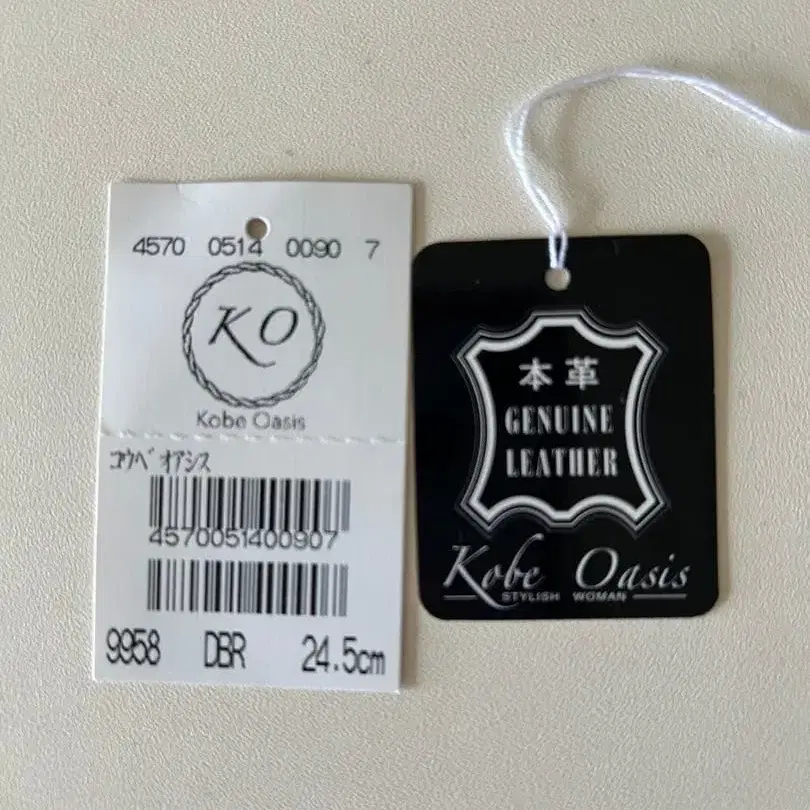 4570 0514 0090 7
KO
Kobe Oasis
ｺｳﾍﾞ ｵｱｼｽ
4570051400907
9958 DBR 24.5cm
本革
GENUINE
LEATHER
Kobe Oasis
STYLISH WOMAN